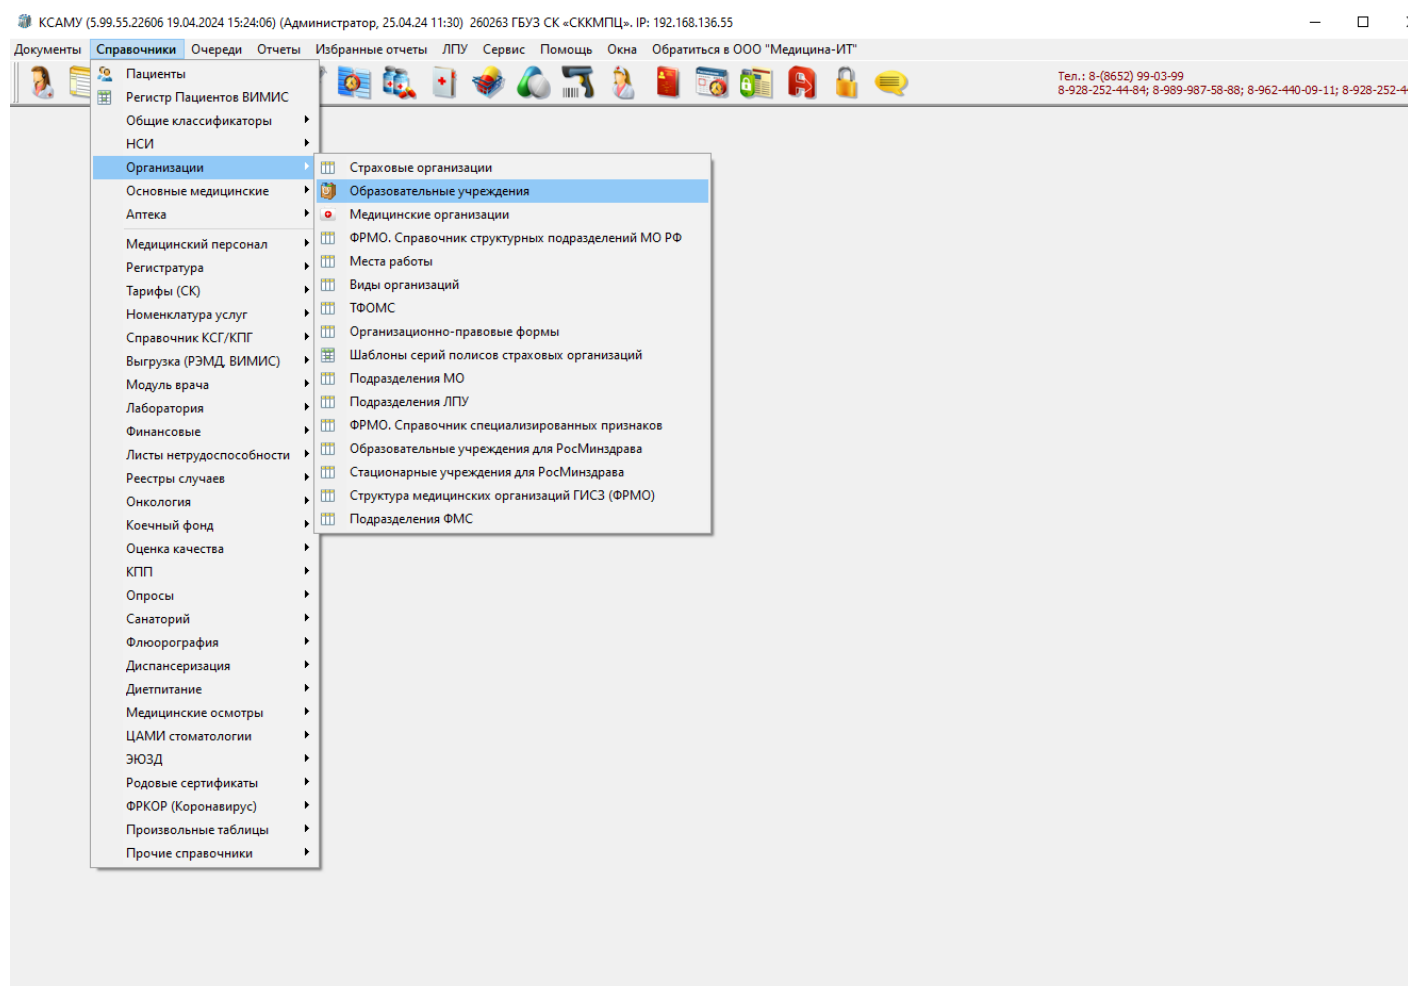 КСАМУ (5.99.55.22606 19.04.2024 15:24:06) (Администратор, 25.04.24 11:30) 260263 ГБУЗ СК «СККМПЦ». IP: 192.168.136.55
Документы Справочники Очереди Отчеты Избранные отчеты ЛПУ Сервис Помощь Окна Обратиться в ООО "Медицина-ИТ"
Тел.: 8-(8652) 99-03-99
8-928-252-44-84; 8-989-987-58-88; 8-962-440-09-11; 8-928-252-4
Пациенты
Регистр Пациентов ВИМИС
Общие классификаторы
НСИ
Организации
Основные медицинские
Аптека
Медицинский персонал
Регистратура
Тарифы (СК)
Номенклатура услуг
Справочник КСГ/КПГ
Выгрузка (РЭМД, ВИМИС)
Модуль врача
Лаборатория
Финансовые
Листы нетрудоспособности
Реестры случаев
Онкология
Коечный фонд
Оценка качества
КПП
Опросы
Санаторий
Флюорография
Диспансеризация
Диетпитание
Медицинские осмотры
ЦАМИ стоматологии
ЭЮЗД
Родовые сертификаты
ФРКОР (Коронавирус)
Произвольные таблицы
Прочие справочники
Страховые организации
Образовательные учреждения
Медицинские организации
ФРМО. Справочник структурных подразделений МО РФ
Места работы
Виды организаций
ТФОМС
Организационно-правовые формы
Шаблоны серий полисов страховых организаций
Подразделения МО
Подразделения ЛПУ
ФРМО. Справочник специализированных признаков
Образовательные учреждения для РосМинздрава
Стационарные учреждения для РосМинздрава
Структура медицинских организаций ГИСЗ (ФРМО)
Подразделения ФМС